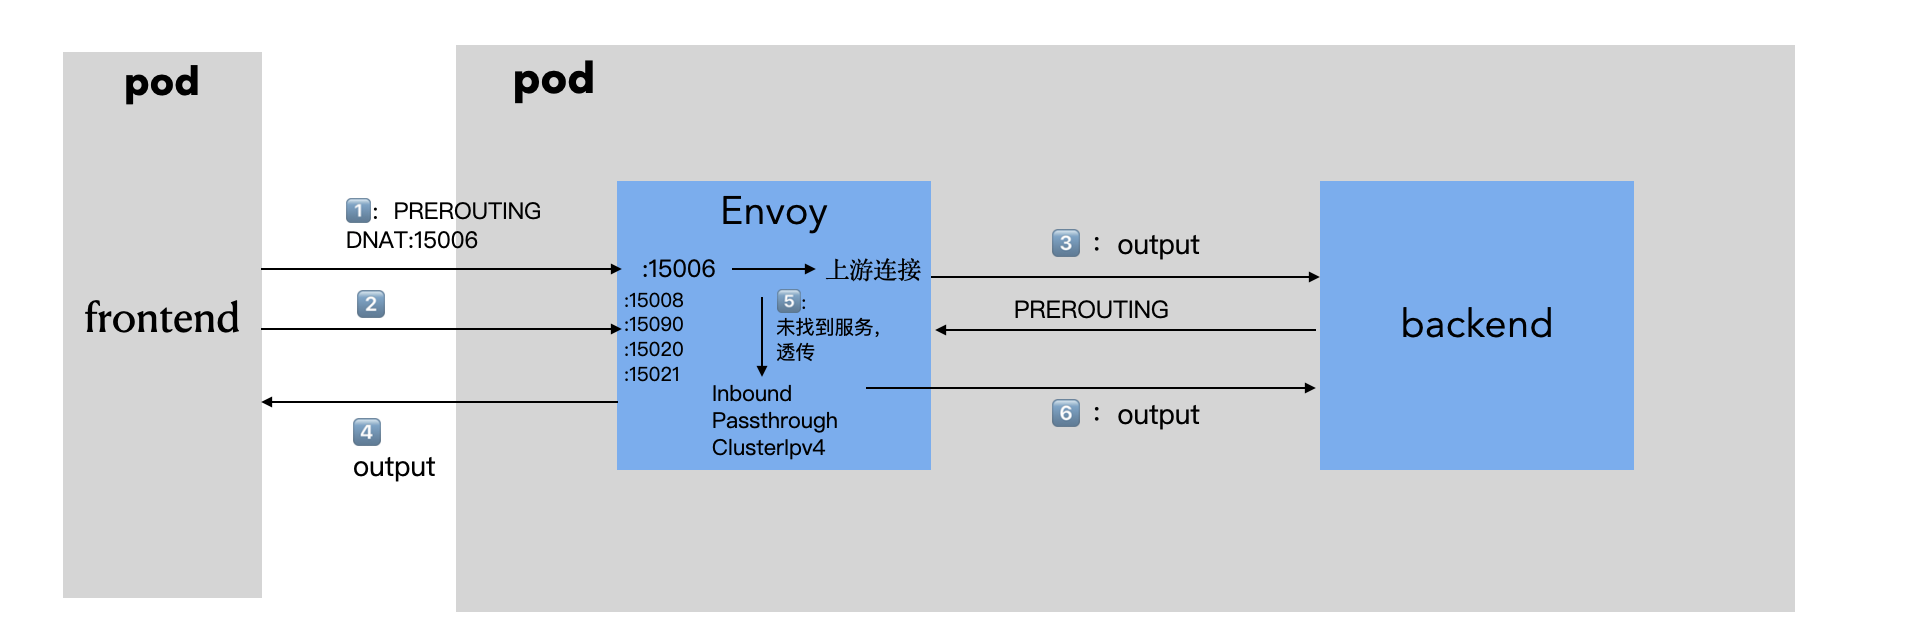 pod
frontend
pod
1️⃣: PREROUTING
DNAT:15006
2️⃣
4️⃣
output
Envoy
:15006
上游连接
:15008
:15090
:15020
:15021
5️⃣:
未找到服务，
透传
Inbound
Passthrough
ClusterIpv4
3️⃣： output
PREROUTING
6️⃣： output
backend